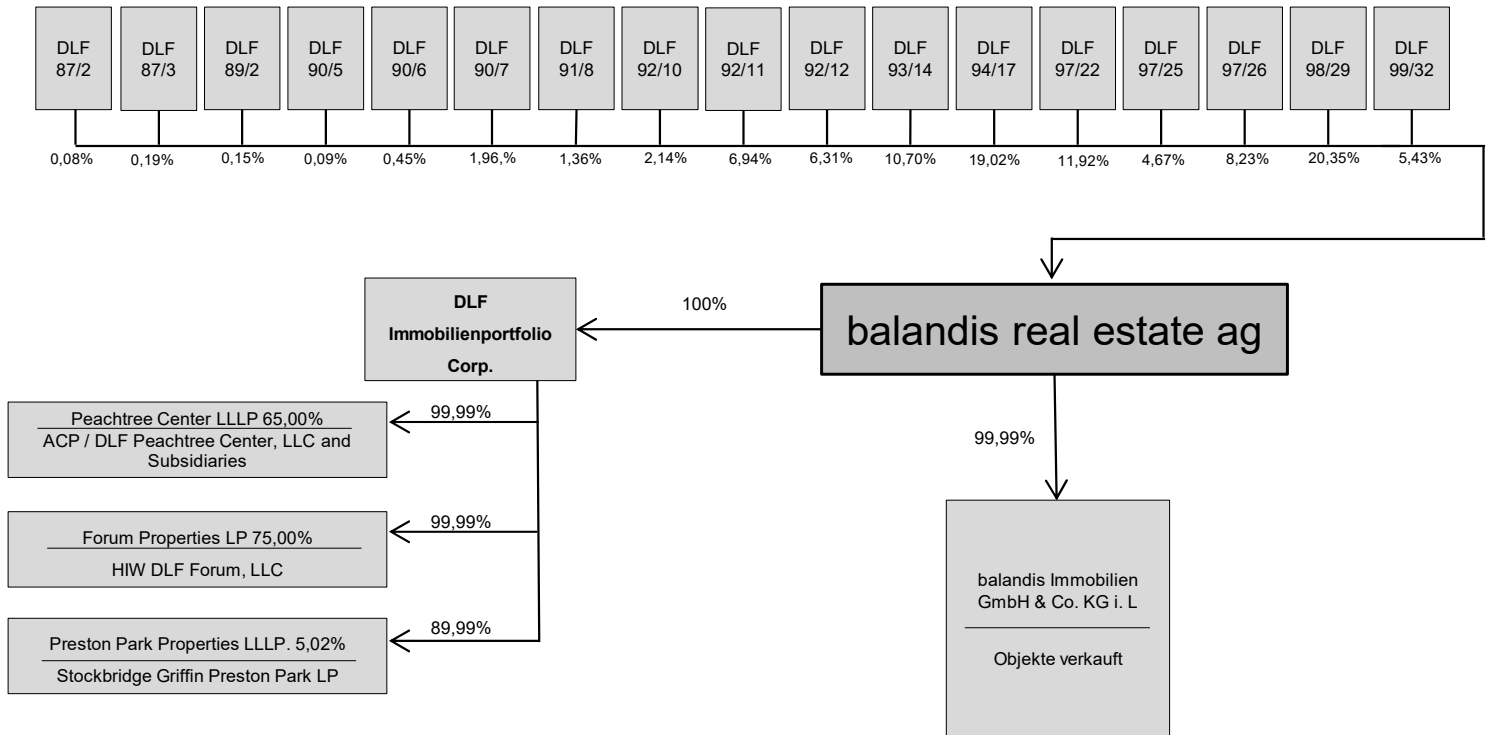 DLF
87/2
DLF
87/3
DLF
89/2
DLF
90/5
DLF
90/6
DLF
90/7
DLF
91/8
DLF
92/10
DLF
92/11
DLF
92/12
DLF
93/14
DLF
94/17
DLF
97/22
DLF
97/25
DLF
97/26
DLF
98/29
DLF
99/32
0,08%
0,19%
0,15%
0,09%
0,45%
1,96,%
1,36%
2,14%
6,94%
6,31%
10,70%
19,02%
11,92%
4,67%
8,23%
20,35%
5,43%
DLF
Immobilienportfolio
Corp.
100%
balandis real estate ag
99,99%
Peachtree Center LLLP 65,00%
ACP / DLF Peachtree Center, LLC and
Subsidiaries
99,99%
99,99%
Forum Properties LP 75,00%
HIW DLF Forum, LLC
89,99%
Preston Park Properties LLLP. 5,02%
Stockbridge Griffin Preston Park LP
balandis Immobilien
GmbH & Co. KG i. L
Objekte verkauft